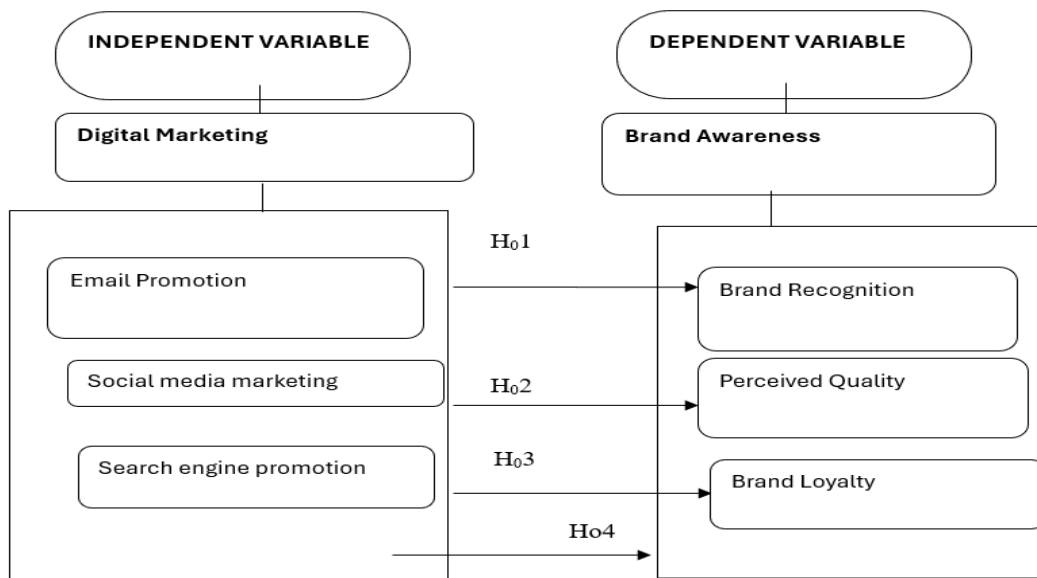 INDEPENDENT VARIABLE
DEPENDENT VARIABLE
Digital Marketing
Brand Awareness
H₀1
Email Promotion
Brand Recognition
Social media marketing
H₀2
Perceived Quality
Search engine promotion
H₀3
Brand Loyalty
Ho4